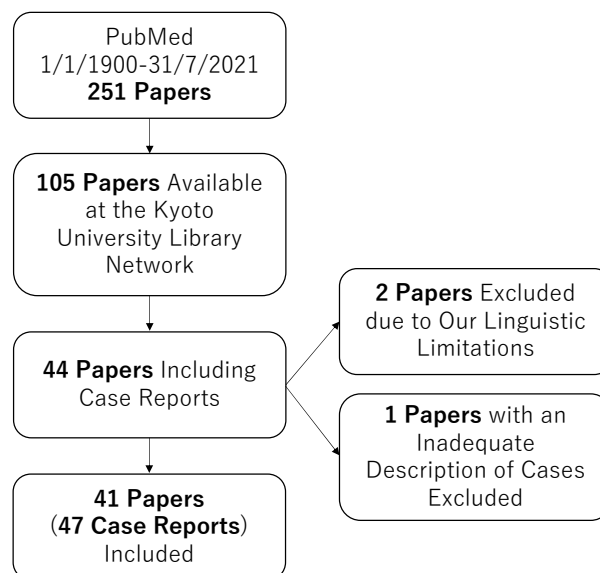 PubMed
1/1/1900-31/7/2021
251 Papers
105 Papers Available
at the Kyoto
University Library
Network
44 Papers Including
Case Reports
2 Papers Excluded
due to Our Linguistic
Limitations
1 Papers with an
Inadequate
Description of Cases
Excluded
41 Papers
(47 Case Reports)
Included